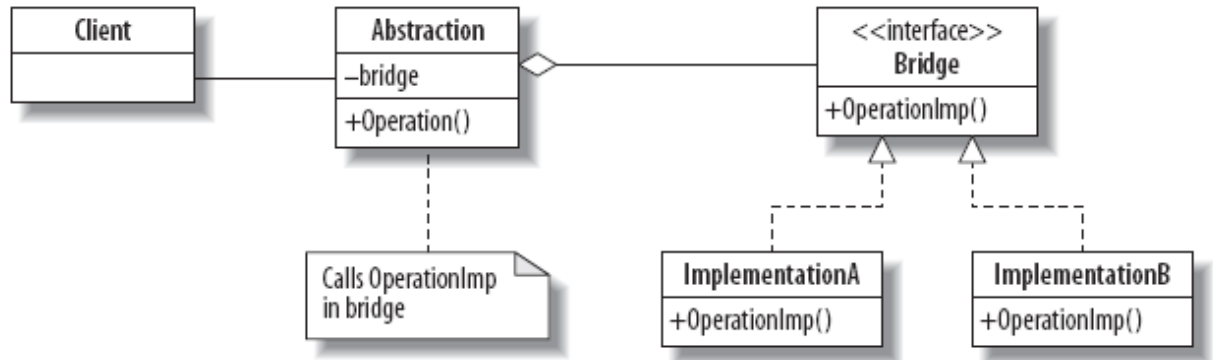 Client
Abstraction
–bridge
+Operation()
<<interface>>
Bridge
+OperationImp()
Calls OperationImp
in bridge
ImplementationA
+OperationImp()
ImplementationB
+OperationImp()